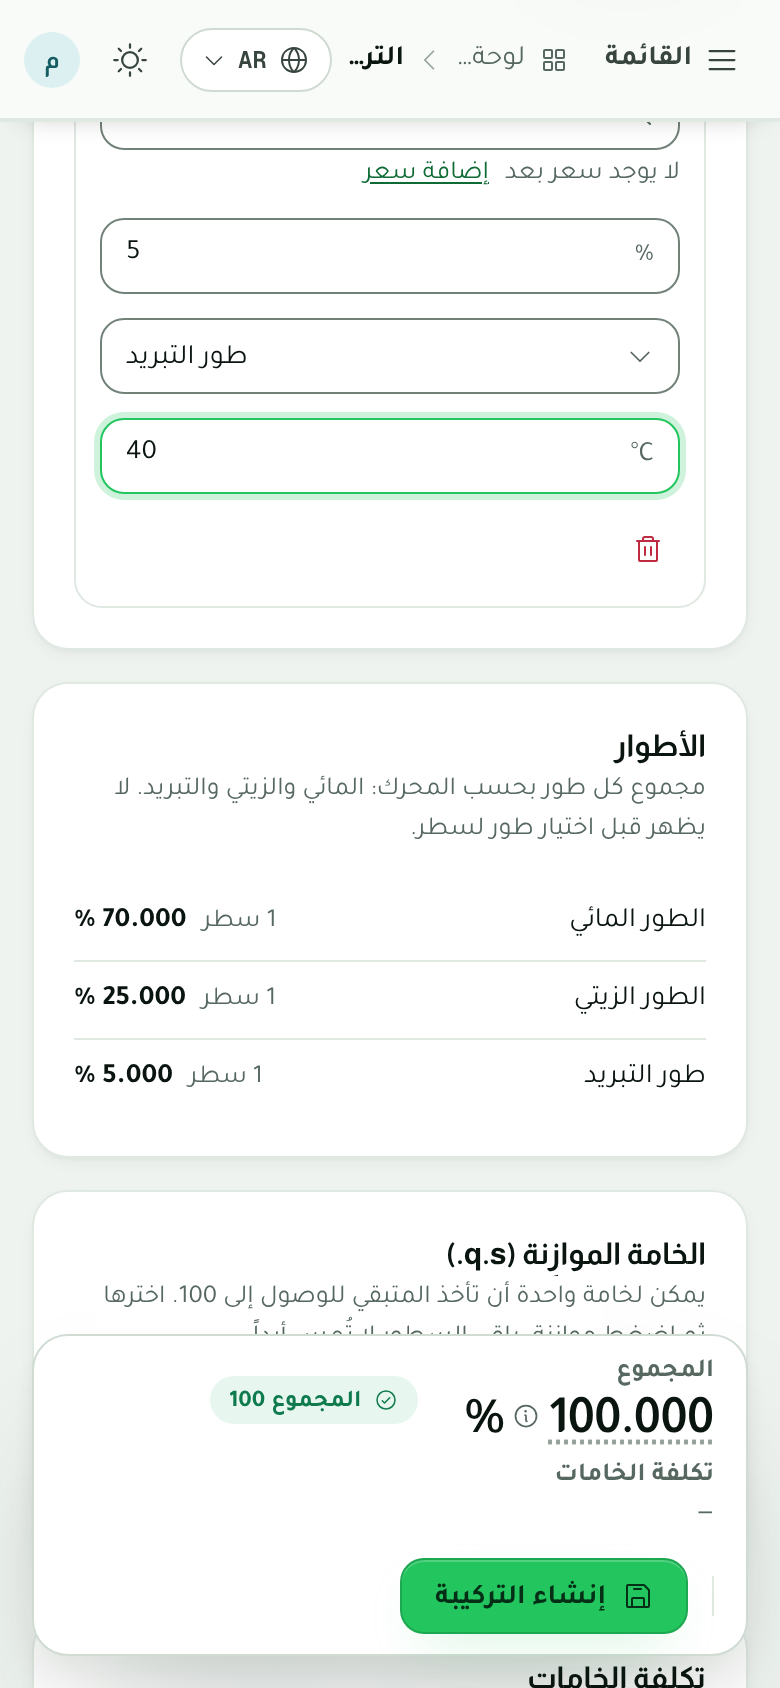 القائمة
لوحة...
التر...
AR
م
لا يوجد سعر بعد إضافة سعر
5 %
طور التبريد
40 °C
الأطوار
مجموع كل طور بحسب المحرك: المائي والزيتي والتبريد. لا
يظهر قبل اختيار طور لسطر.
الطور المائي 1 سطر 70.000 %
الطور الزيتي 1 سطر 25.000 %
طور التبريد 1 سطر 5.000 %
الخامة الموازِنة (q.s.)
يمكن لخامة واحدة أن تأخذ المتبقي للوصول إلى 100. اخترها
المجموع
100.000 %
المجموع 100
تكلفة الخامات
–
إنشاء التركيبة
تكلفة الخامات